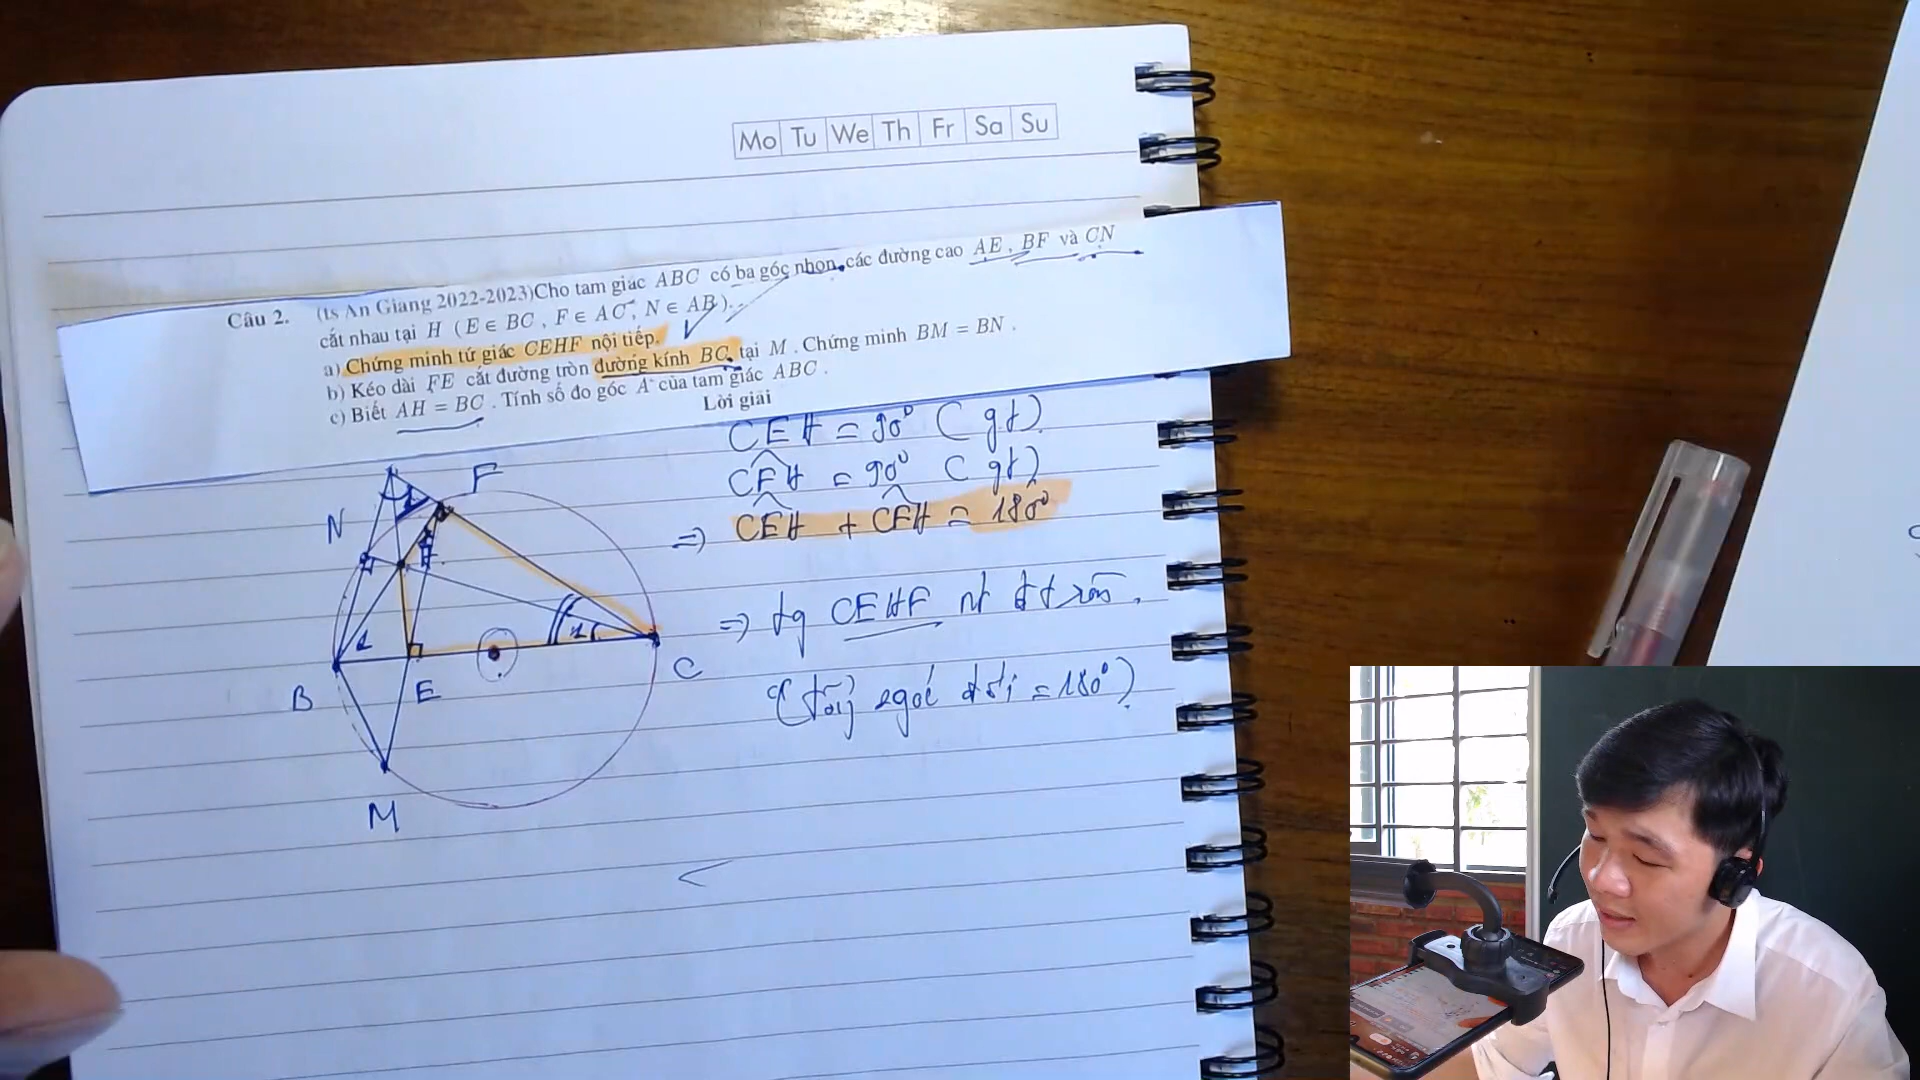 Mo Tu We Th Fr Sa Su
Câu 2. (ts An Giang 2022-2023)Cho tam giác ABC có ba góc nhọn, các đường cao AE, BF và CN
cắt nhau tại H (E ∈ BC, F ∈ AC, N ∈ AB).
a) Chứng minh tứ giác CEHF nội tiếp.
b) Kéo dài FE cắt đường tròn đường kính BC tại M. Chứng minh BM = BN.
c) Biết AH = BC. Tính số đo góc A của tam giác ABC.
Lời giải
CEH = 90° (gt)
CFH = 90° (gt)
⇒ CEH + CFH = 180°
⇒ tg CEHF nt đtròn.
(tổng 2góc đối = 180°)
F
N
H
1
1
B
E
C
M